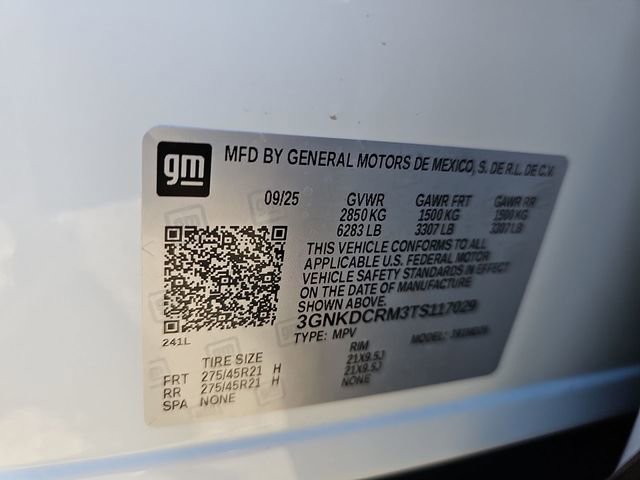 gm
MFD BY GENERAL MOTORS DE MEXICO, S. DE R.L. DE C.V.
09/25 GVWR GAWR FRT GAWR RR
2850 KG 1500 KG 1500 KG
6283 LB 3307 LB 3307 LB
THIS VEHICLE CONFORMS TO ALL
APPLICABLE U.S. FEDERAL MOTOR
VEHICLE SAFETY STANDARDS IN EFFECT
ON THE DATE OF MANUFACTURE
SHOWN ABOVE.
3GNKDCRM3TS117029
241L
TYPE: MPV MODEL:
TIRE SIZE RIM
FRT 275/45R21 H 21X9.5J
RR 275/45R21 H 21X9.5J
SPA NONE NONE